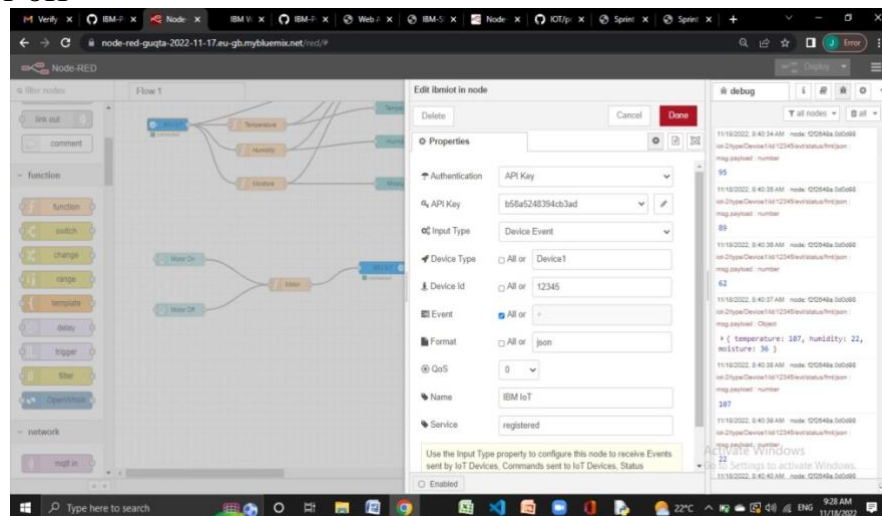 Verify
IBM-P
Node-
IBM W
IBM-P
Web A
IBM-S
Node-
IOT/p
Sprint
Sprint
node-red-guqta-2022-11-17.eu-gb.mybluemix.net/red/#
Error
Node-RED
Deploy
filter nodes
Flow 1
Edit ibmiot in node
debug
Delete
Cancel
Done
all nodes
all
link out
comment
function
function
switch
change
range
template
delay
trigger
filter
network
mqtt in
Temperature
Humidity
Moisture
Motor On
Motor Off
connected
Properties
Authentication
API Key
API Key
b58a5248394cb3ad
Input Type
Device Event
Device Type
All or
Device1
Device Id
All or
12345
Event
All or
+
Format
All or
json
QoS
0
Name
IBM IoT
Service
registered
Use the Input Type property to configure this node to receive Events
sent by IoT Devices, Commands sent to IoT Devices, Status
Enabled
msg.payload : number
95
msg.payload : number
89
msg.payload : number
62
msg.payload : Object
{ temperature: 107, humidity: 22,
moisture: 36 }
msg.payload : number
107
msg.payload : number
22
Activate Windows
Go to Settings to activate Windows.
Type here to search
22°C
ENG
9:28 AM
11/18/2022